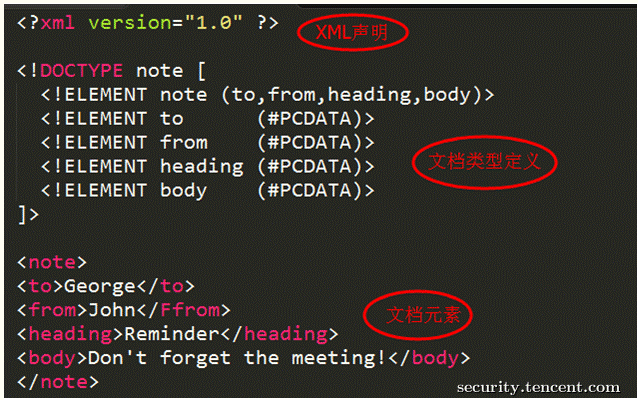 <?xml version="1.0" ?>
XML声明
<!DOCTYPE note [
<!ELEMENT note (to,from,heading,body)>
<!ELEMENT to (#PCDATA)>
<!ELEMENT from (#PCDATA)>
文档类型定义
<!ELEMENT heading (#PCDATA)>
<!ELEMENT body (#PCDATA)>
]>
<note>
<to>George</to>
<from>John</Ffrom>
文档元素
<heading>Reminder</heading>
<body>Don't forget the meeting!</body>
</note>
security.tencent.com